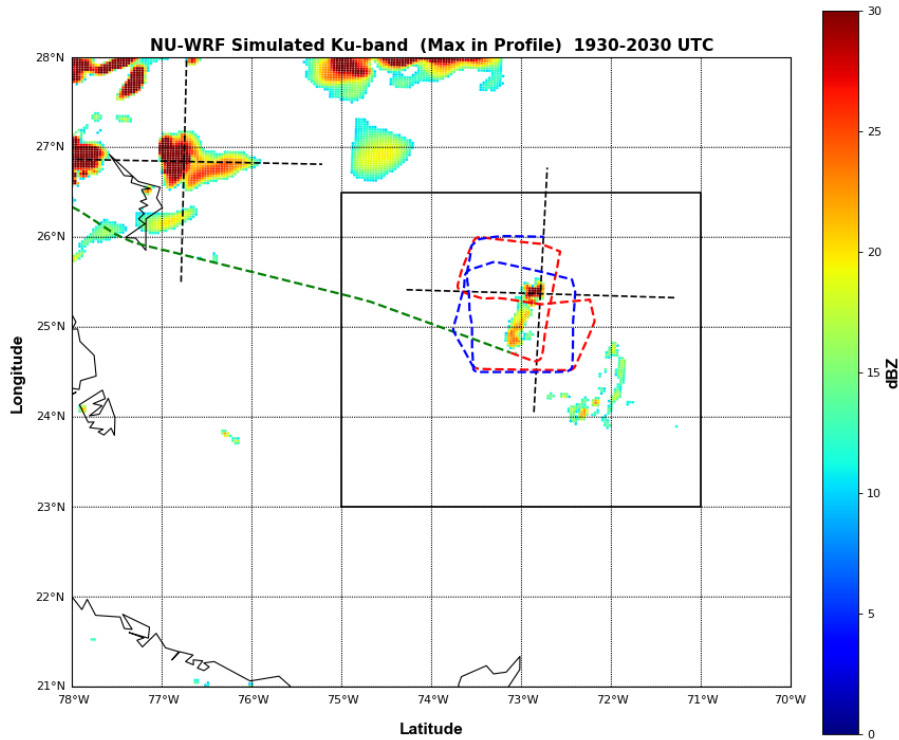 NU-WRF Simulated Ku-band (Max in Profile) 1930-2030 UTC
28°N
27°N
26°N
25°N
24°N
23°N
22°N
21°N
Longitude
78°W 77°W 76°W 75°W 74°W 73°W 72°W 71°W 70°W
Latitude
30
25
20
15
10
5
0
dBZ